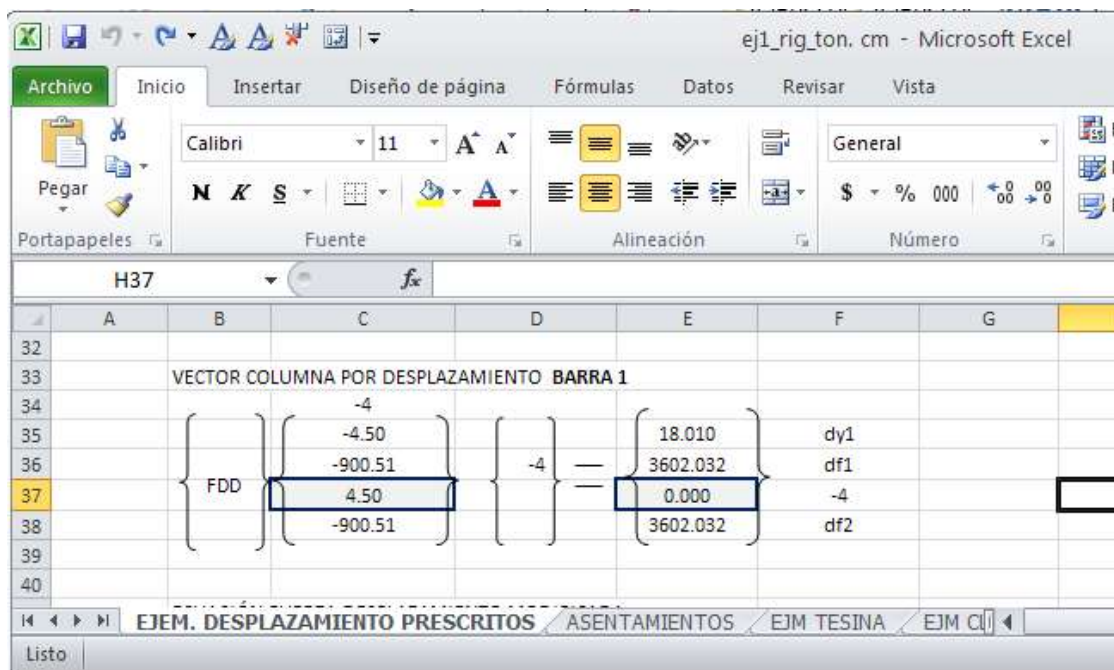 ej1_rig_ton. cm - Microsoft Excel
Archivo Inicio Insertar Diseño de página Fórmulas Datos Revisar Vista
Calibri 11 A A General
Pegar N K S A $ % 000
Portapapeles Fuente Alineación Número
H37 fx
A B C D E F G
32
33 VECTOR COLUMNA POR DESPLAZAMIENTO BARRA 1
34 -4
35 -4.50 18.010 dy1
36 -900.51 -4 3602.032 df1
37 FDD 4.50 0.000 -4
38 -900.51 3602.032 df2
39
40
EJEM. DESPLAZAMIENTO PRESCRITOS ASENTAMIENTOS EJM TESINA
Listo